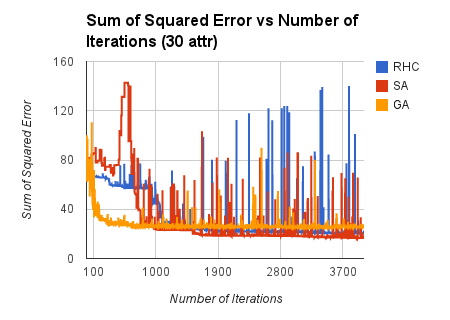 Sum of Squared Error vs Number of
Iterations (30 attr)
160
120
80
40
0
Sum of Squared Error
100
1000
1900
2800
3700
Number of Iterations
RHC
SA
GA